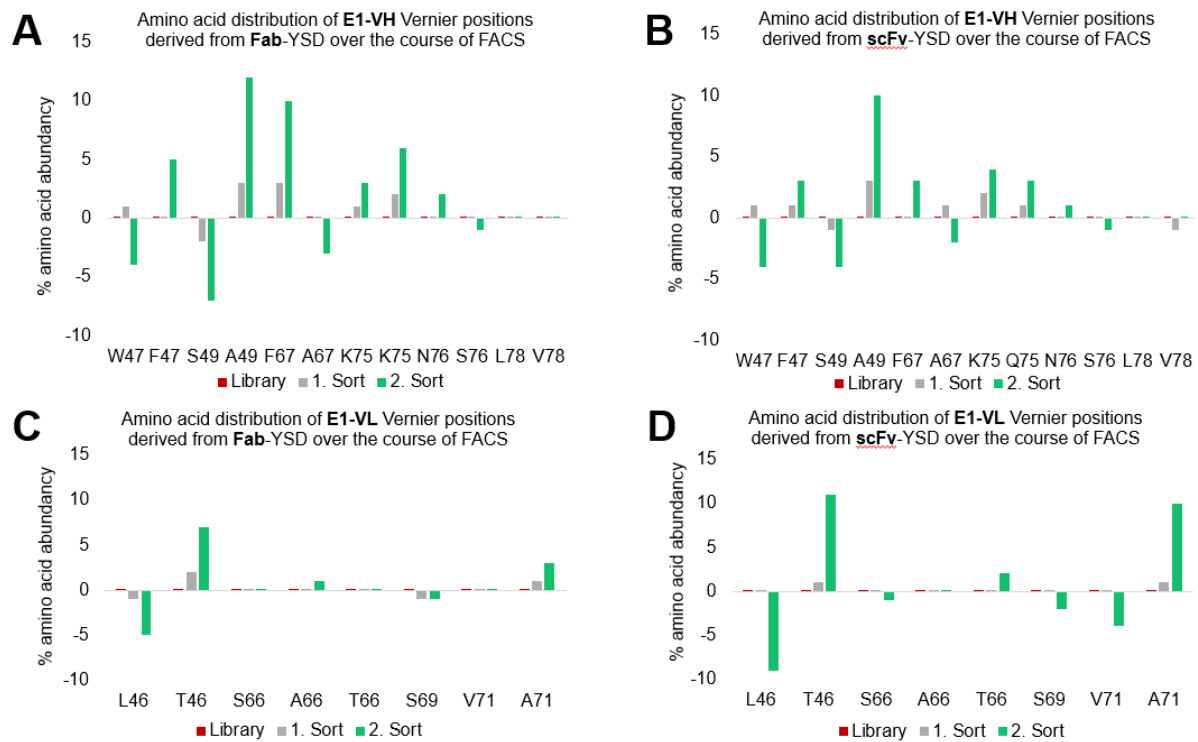 A
Amino acid distribution of E1-VH Vernier positions
derived from Fab-YSD over the course of FACS
15
10
5
0
-5
-10
% amino acid abundancy
W47 F47 S49 A49 F67 A67 K75 K75 N76 S76 L78 V78
Library 1. Sort 2. Sort
B
Amino acid distribution of E1-VH Vernier positions
derived from scFv-YSD over the course of FACS
15
10
5
0
-5
-10
% amino acid abundancy
W47 F47 S49 A49 F67 A67 K75 Q75 N76 S76 L78 V78
Library 1. Sort 2. Sort
C
Amino acid distribution of E1-VL Vernier positions
derived from Fab-YSD over the course of FACS
15
10
5
0
-5
-10
% amino acid abundancy
L46 T46 S66 A66 T66 S69 V71 A71
Library 1. Sort 2. Sort
D
Amino acid distribution of E1-VL Vernier positions
derived from scFv-YSD over the course of FACS
15
10
5
0
-5
-10
% amino acid abundancy
L46 T46 S66 A66 T66 S69 V71 A71
Library 1. Sort 2. Sort